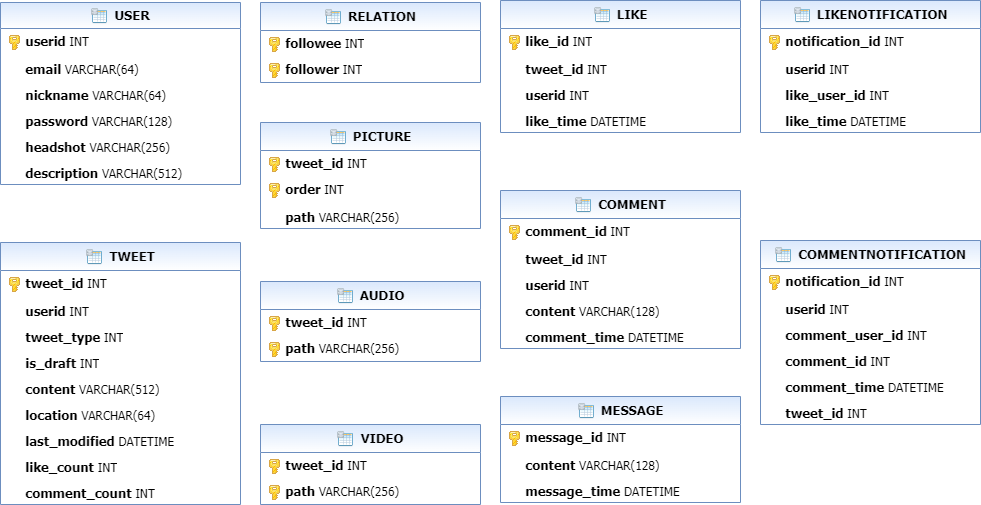 USER
userid INT
email VARCHAR(64)
nickname VARCHAR(64)
password VARCHAR(128)
headshot VARCHAR(256)
description VARCHAR(512)
TWEET
tweet_id INT
userid INT
tweet_type INT
is_draft INT
content VARCHAR(512)
location VARCHAR(64)
last_modified DATETIME
like_count INT
comment_count INT
RELATION
followee INT
follower INT
PICTURE
tweet_id INT
order INT
path VARCHAR(256)
AUDIO
tweet_id INT
path VARCHAR(256)
VIDEO
tweet_id INT
path VARCHAR(256)
LIKE
like_id INT
tweet_id INT
userid INT
like_time DATETIME
COMMENT
comment_id INT
tweet_id INT
userid INT
content VARCHAR(128)
comment_time DATETIME
MESSAGE
message_id INT
content VARCHAR(128)
message_time DATETIME
LIKENOTIFICATION
notification_id INT
userid INT
like_user_id INT
like_time DATETIME
COMMENTNOTIFICATION
notification_id INT
userid INT
comment_user_id INT
comment_id INT
comment_time DATETIME
tweet_id INT